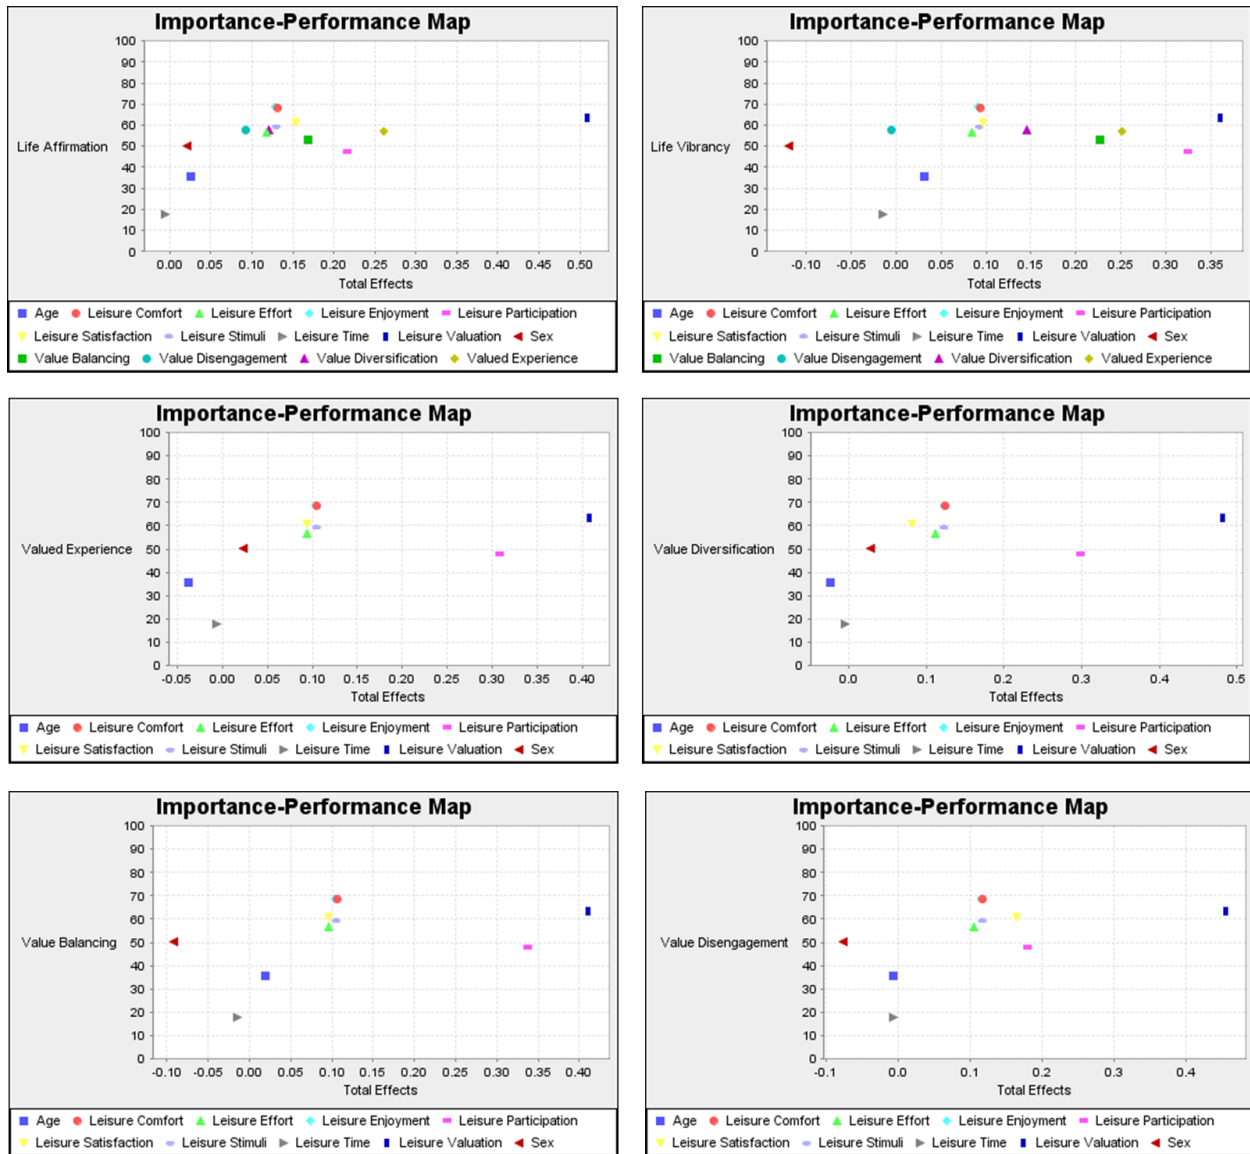 Importance-Performance Map
100
90
80
70
60
50
40
30
20
10
0
Life Affirmation
0.00 0.05 0.10 0.15 0.20 0.25 0.30 0.35 0.40 0.45 0.50
Total Effects
Age Leisure Comfort Leisure Effort Leisure Enjoyment Leisure Participation
Leisure Satisfaction Leisure Stimuli Leisure Time Leisure Valuation Sex
Value Balancing Value Disengagement Value Diversification Valued Experience
Importance-Performance Map
100
90
80
70
60
50
40
30
20
10
0
Life Vibrancy
-0.10 -0.05 0.00 0.05 0.10 0.15 0.20 0.25 0.30 0.35
Total Effects
Age Leisure Comfort Leisure Effort Leisure Enjoyment Leisure Participation
Leisure Satisfaction Leisure Stimuli Leisure Time Leisure Valuation Sex
Value Balancing Value Disengagement Value Diversification Valued Experience
Importance-Performance Map
100
90
80
70
60
50
40
30
20
10
0
Valued Experience
-0.05 0.00 0.05 0.10 0.15 0.20 0.25 0.30 0.35 0.40
Total Effects
Age Leisure Comfort Leisure Effort Leisure Enjoyment Leisure Participation
Leisure Satisfaction Leisure Stimuli Leisure Time Leisure Valuation Sex
Importance-Performance Map
100
90
80
70
60
50
40
30
20
10
0
Value Diversification
0.0 0.1 0.2 0.3 0.4 0.5
Total Effects
Age Leisure Comfort Leisure Effort Leisure Enjoyment Leisure Participation
Leisure Satisfaction Leisure Stimuli Leisure Time Leisure Valuation Sex
Importance-Performance Map
100
90
80
70
60
50
40
30
20
10
0
Value Balancing
-0.10 -0.05 0.00 0.05 0.10 0.15 0.20 0.25 0.30 0.35 0.40
Total Effects
Age Leisure Comfort Leisure Effort Leisure Enjoyment Leisure Participation
Leisure Satisfaction Leisure Stimuli Leisure Time Leisure Valuation Sex
Importance-Performance Map
100
90
80
70
60
50
40
30
20
10
0
Value Disengagement
-0.1 0.0 0.1 0.2 0.3 0.4
Total Effects
Age Leisure Comfort Leisure Effort Leisure Enjoyment Leisure Participation
Leisure Satisfaction Leisure Stimuli Leisure Time Leisure Valuation Sex